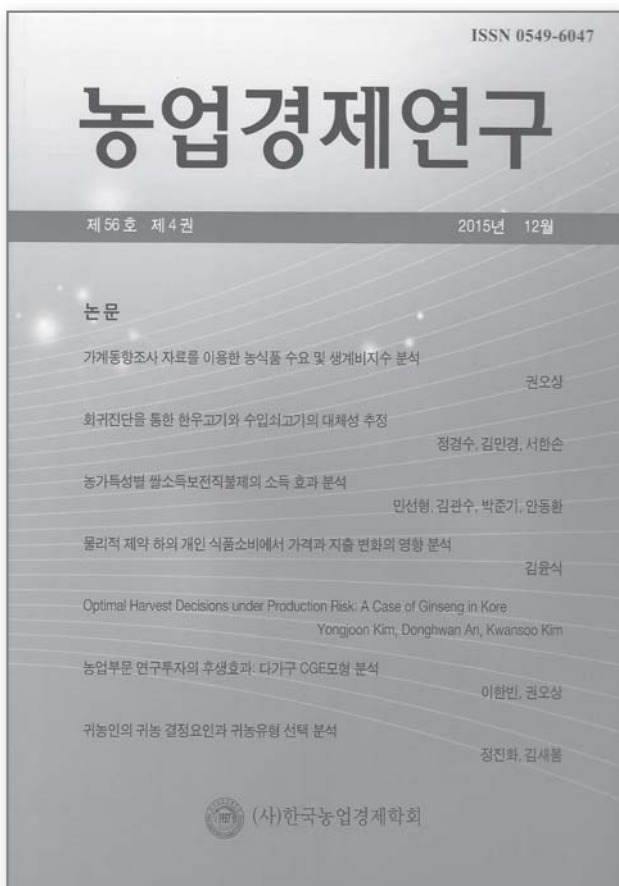 ISSN 0549-6047
농업경제연구
제 56 호 제 4 권 2015년 12월
논 문
가계동향조사 자료를 이용한 농식품 수요 및 생계비지수 분석
권오상
회귀진단을 통한 한우고기와 수입쇠고기의 대체성 추정
정경수, 김민경, 서한손
농가특성별 쌀소득보전직불제의 소득 효과 분석
민선형, 김관수, 박준기, 안동환
물리적 제약 하의 개인 식품소비에서 가격과 지출 변화의 영향 분석
김윤식
Optimal Harvest Decisions under Production Risk: A Case of Ginseng in Kore
Yongjoon Kim, Donghwan An, Kwansoo Kim
농업부문 연구투자의 후생효과: 다가구 CGE모형 분석
이한빈, 권오상
귀농인의 귀농 결정요인과 귀농유형 선택 분석
정진화, 김새봄
1957 (사)한국농업경제학회